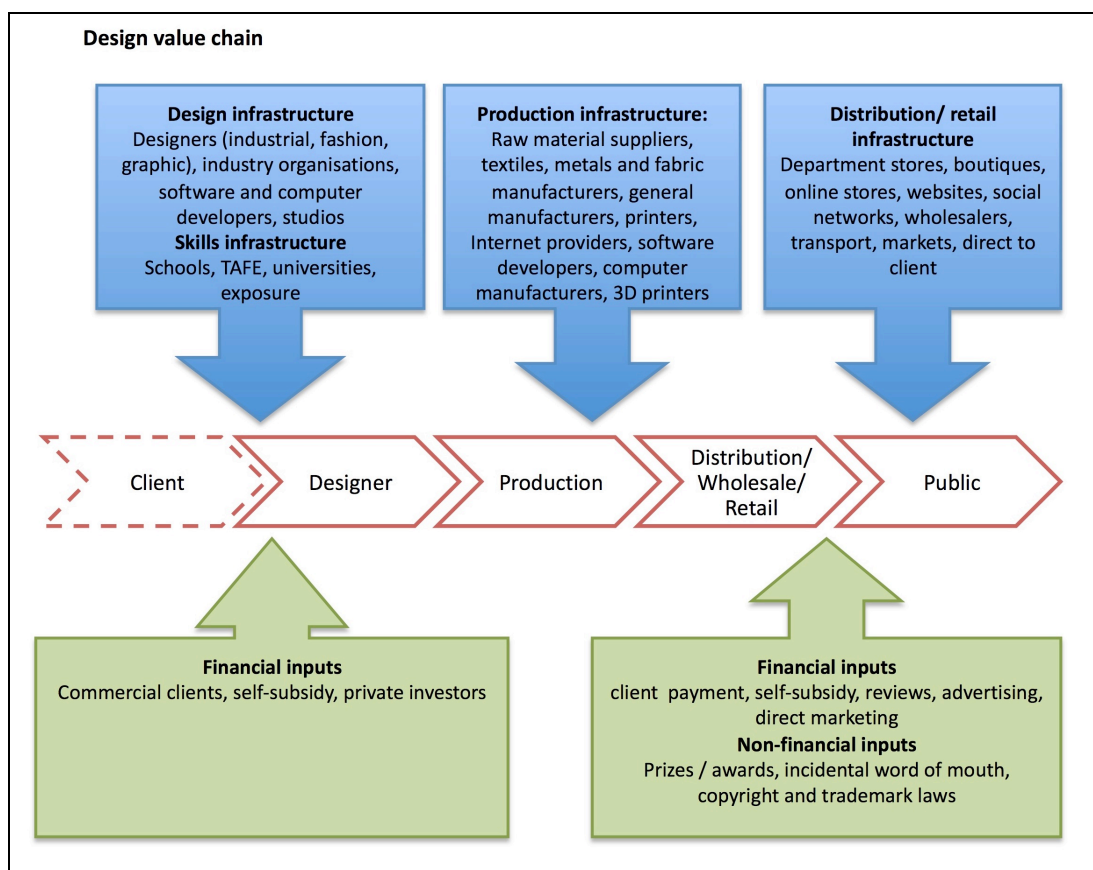 Design value chain
Design infrastructure
Designers (industrial, fashion,
graphic), industry organisations,
software and computer
developers, studios
Skills infrastructure
Schools, TAFE, universities,
exposure
Production infrastructure:
Raw material suppliers,
textiles, metals and fabric
manufacturers, general
manufacturers, printers,
Internet providers, software
developers, computer
manufacturers, 3D printers
Distribution/ retail
infrastructure
Department stores, boutiques,
online stores, websites, social
networks, wholesalers,
transport, markets, direct to
client
Client
Designer
Production
Distribution/
Wholesale/
Retail
Public
Financial inputs
Commercial clients, self-subsidy, private investors
Financial inputs
client  payment, self-subsidy, reviews, advertising,
direct marketing
Non-financial inputs
Prizes / awards, incidental word of mouth,
copyright and trademark laws